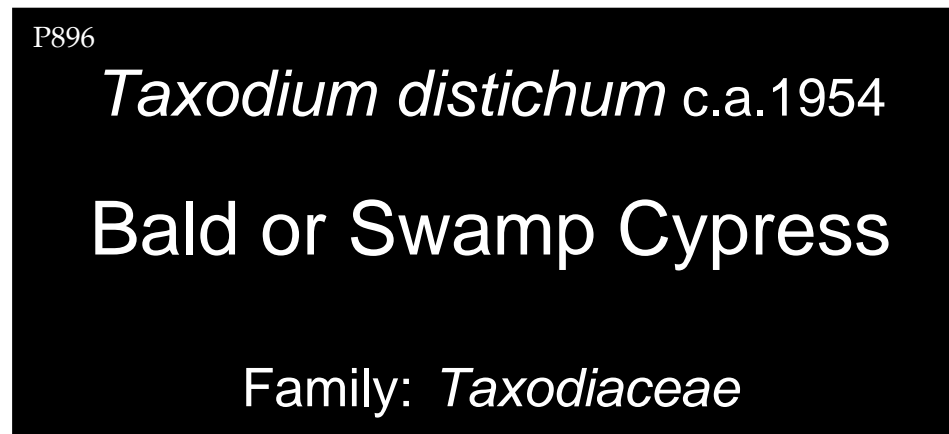 P896
Taxodium distichum c.a.1954
Bald or Swamp Cypress
Family: Taxodiaceae